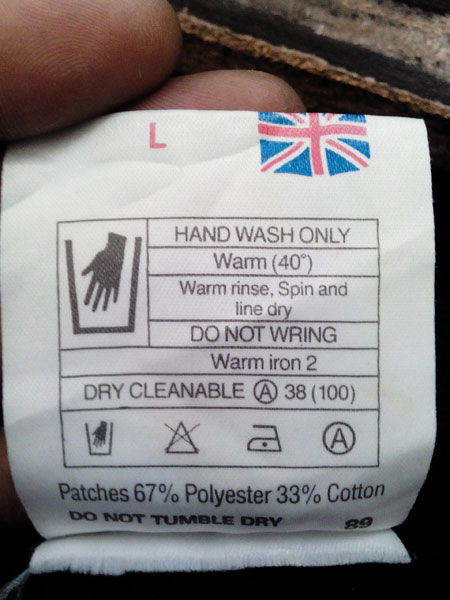 L
HAND WASH ONLY
Warm (40°)
Warm rinse, Spin and
line dry
DO NOT WRING
Warm iron 2
DRY CLEANABLE Ⓐ 38 (100)
Ⓐ
Patches 67% Polyester 33% Cotton
DO NOT TUMBLE DRY 89